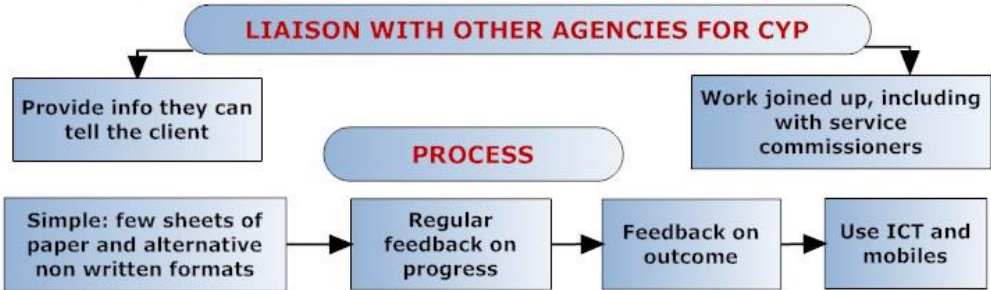 LIAISON WITH OTHER AGENCIES FOR CYP
Provide info they can
tell the client
Work joined up, including
with service
commissioners
PROCESS
Simple: few sheets of
paper and alternative
non written formats
Regular
feedback on
progress
Feedback on
outcome
Use ICT and
mobiles